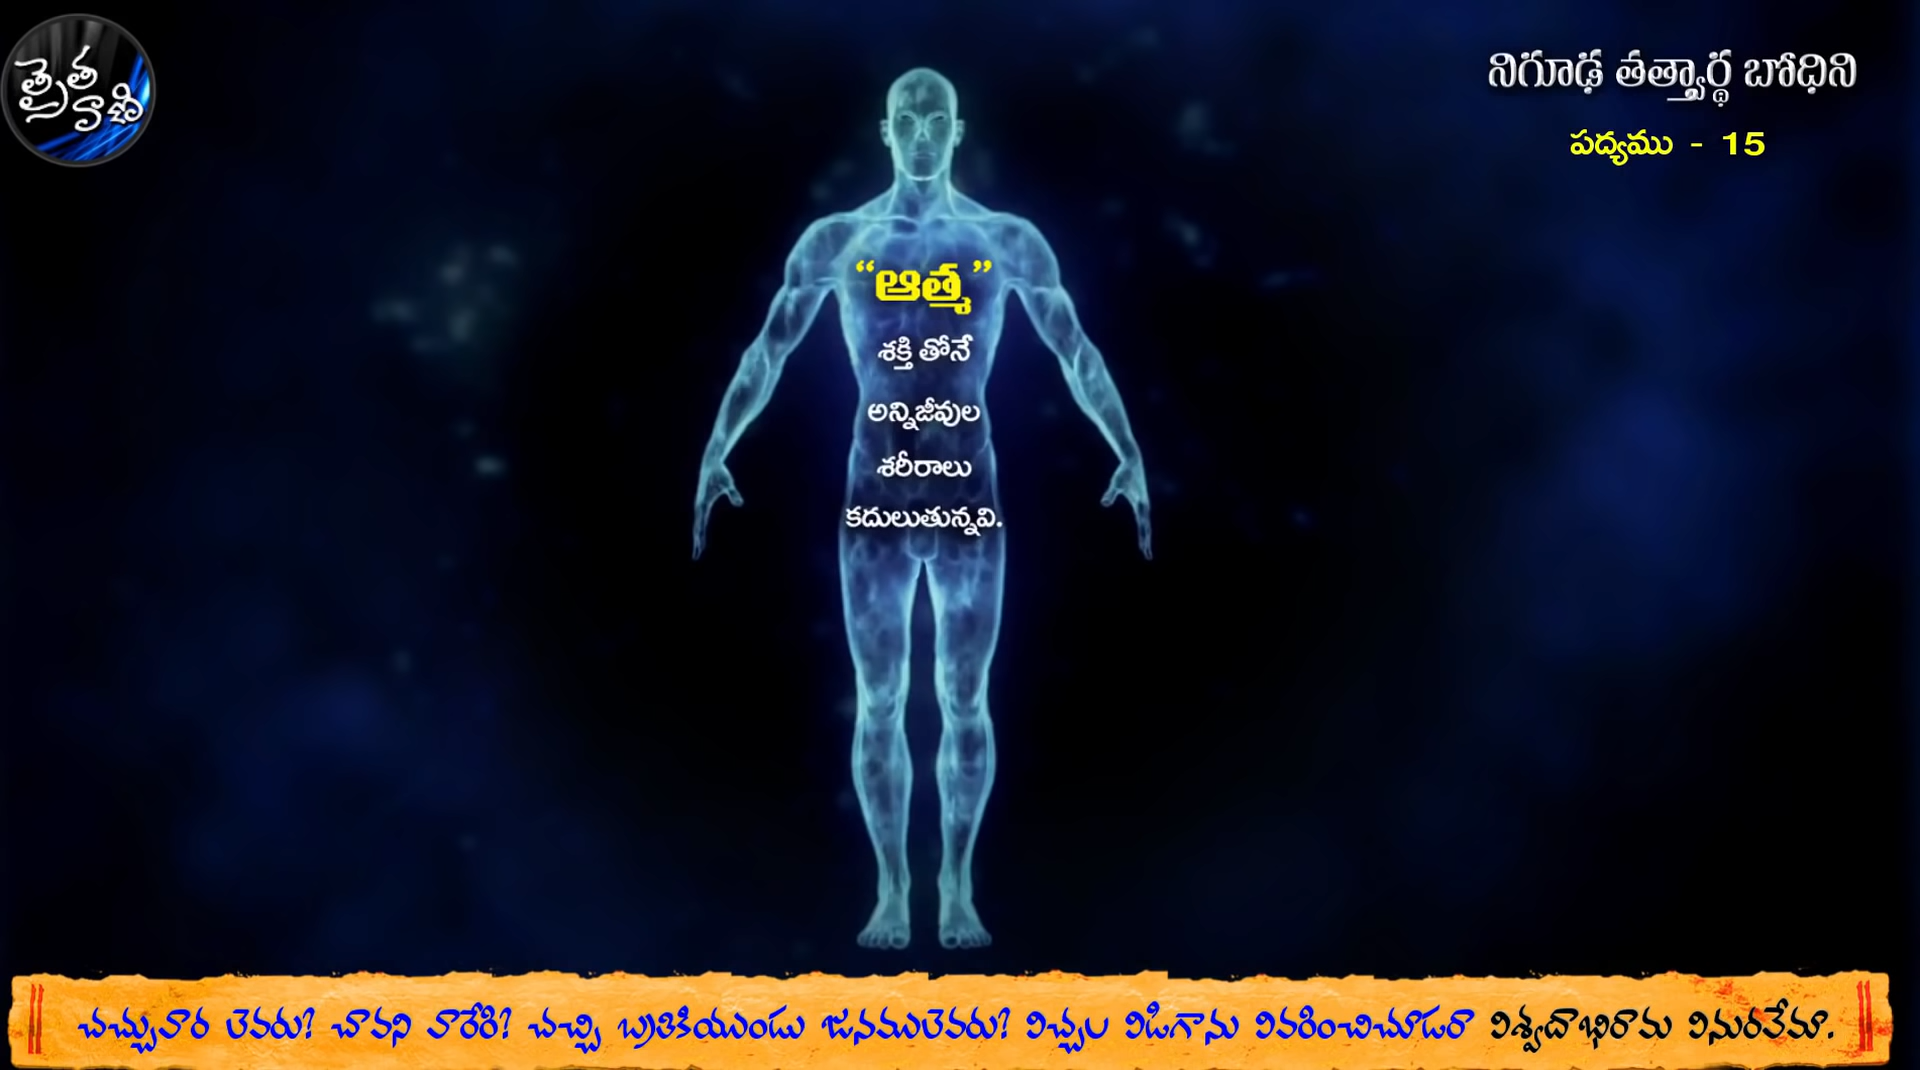 త్రైత
వాణి
నిగూఢ తత్త్వార్థ బోధిని
పద్యము - 15
“ఆత్మ”
శక్తి తోనే
అన్నిజీవుల
శరీరాలు
కదులుతున్నవి.
|| చచ్చువార లెవరు? చావని వారేరి? చచ్చి బ్రతికియుండు జనములెవరు? విచ్చల విడిగాను వివరించిచూడరా విశ్వదాభిరామ వినురవేమా. ||